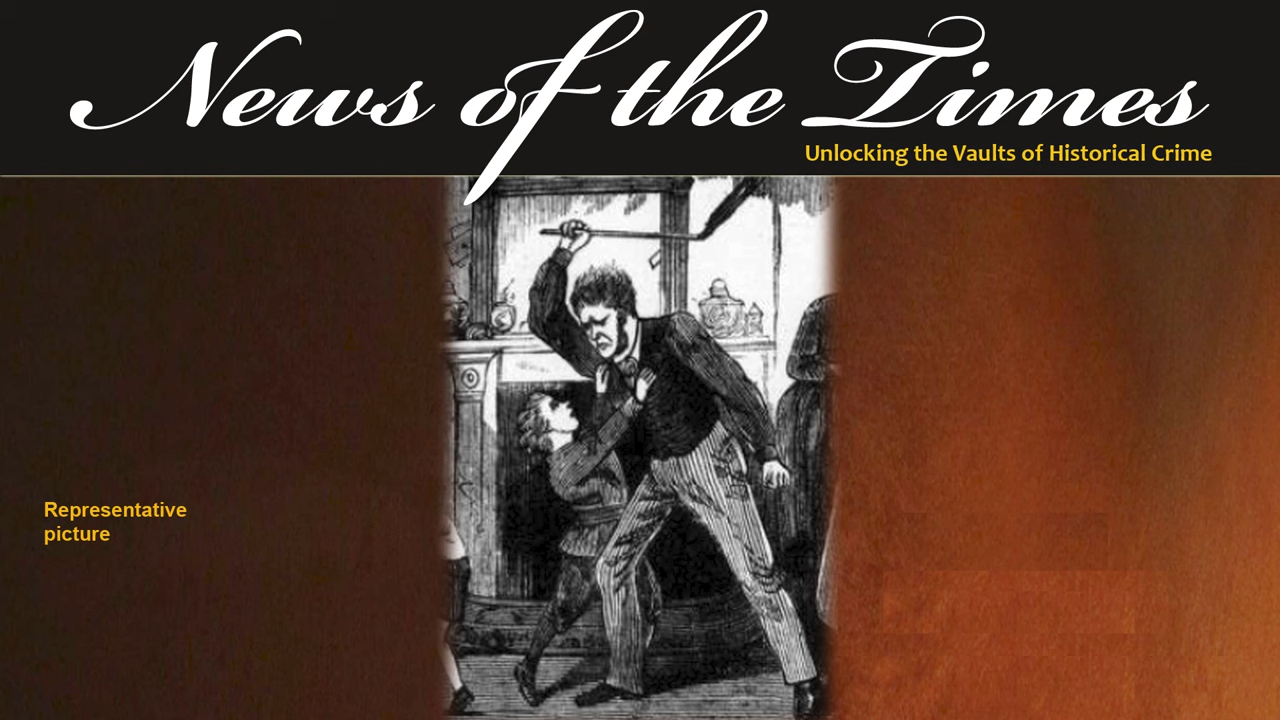 News of the Times
Unlocking the Vaults of Historical Crime
Representative
picture